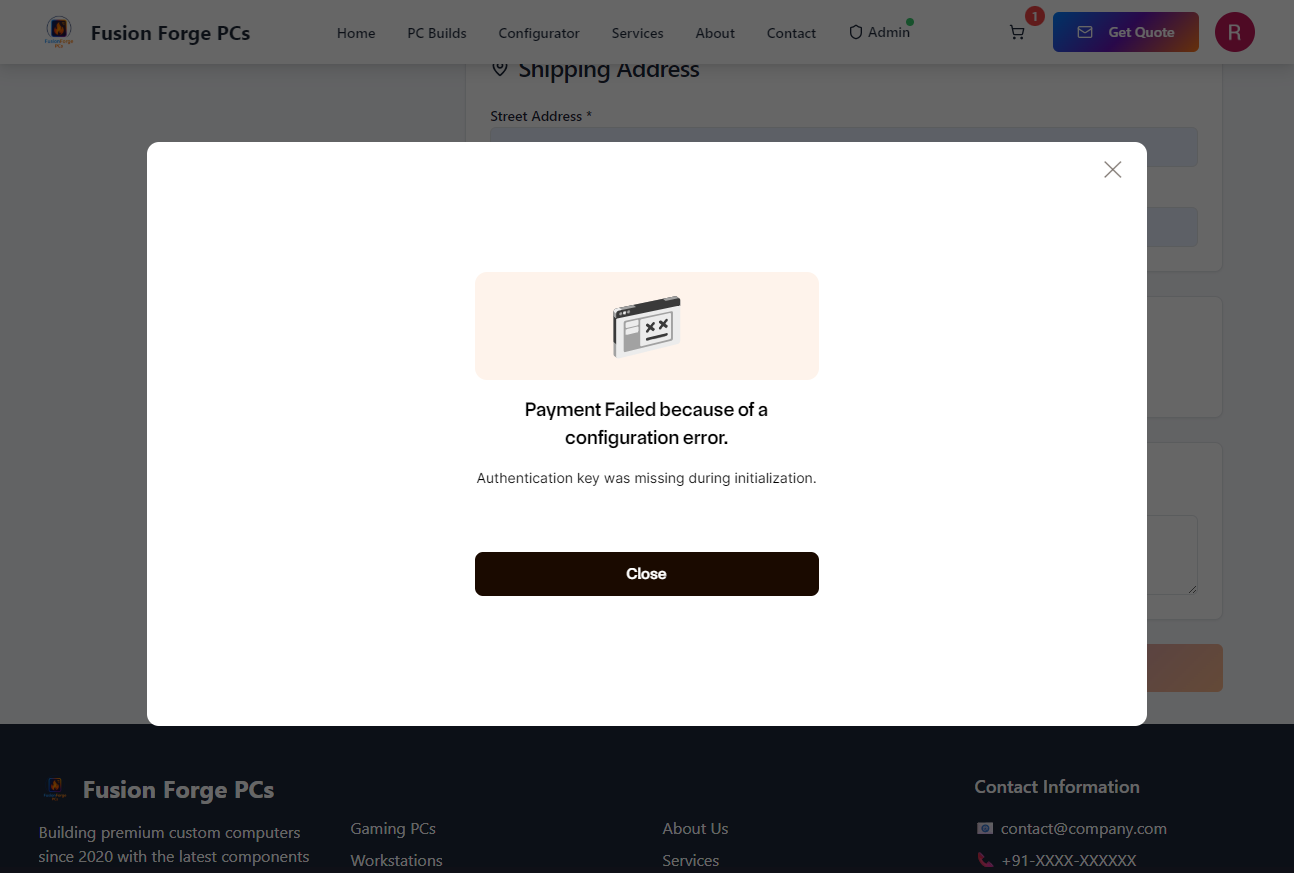 Fusion Forge PCs
Home
PC Builds
Configurator
Services
About
Contact
Admin
1
Get Quote
R
Shipping Address
Street Address *
Payment Failed because of a
configuration error.
Authentication key was missing during initialization.
Close
Fusion Forge PCs
Building premium custom computers
since 2020 with the latest components
Gaming PCs
Workstations
About Us
Services
Contact Information
contact@company.com
+91-XXXX-XXXXXX